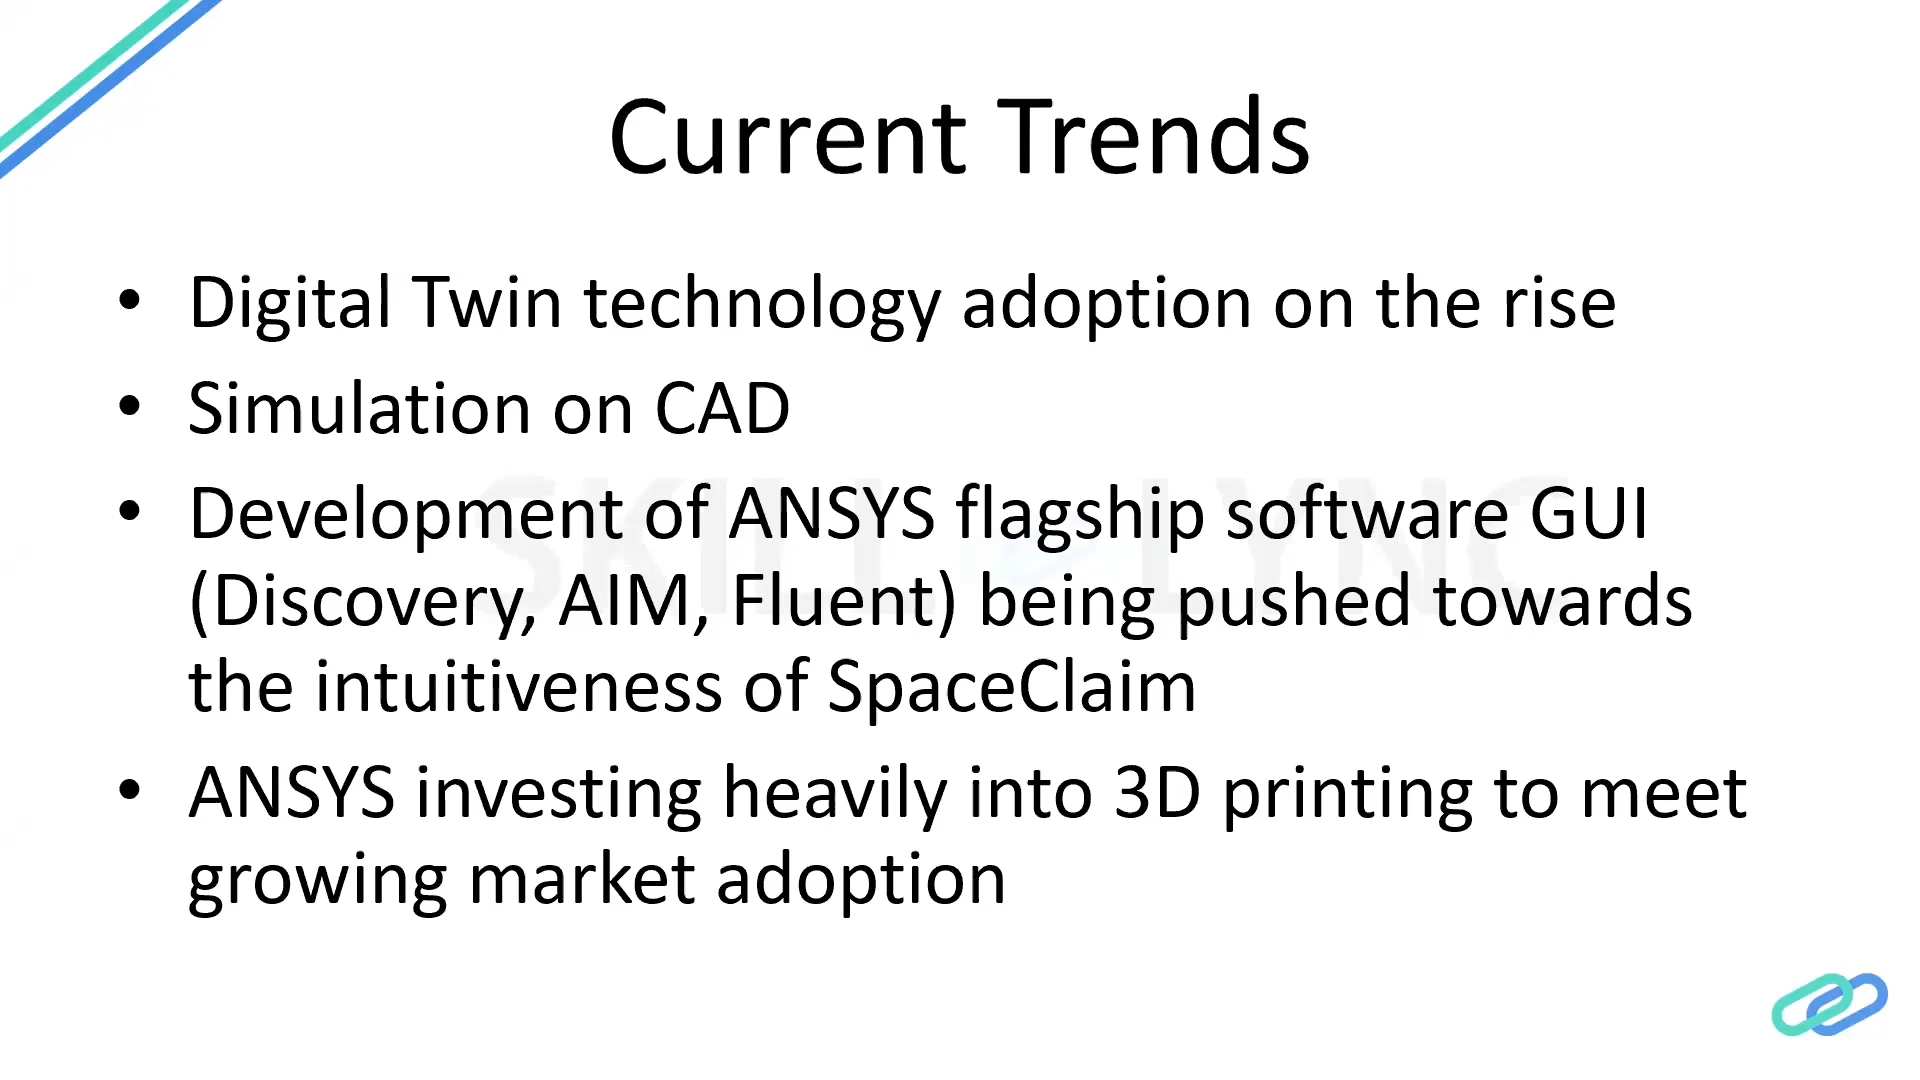 Current Trends
• Digital Twin technology adoption on the rise
• Simulation on CAD
• Development of ANSYS flagship software GUI
(Discovery, AIM, Fluent) being pushed towards
the intuitiveness of SpaceClaim
• ANSYS investing heavily into 3D printing to meet
growing market adoption
SKILL LYNC